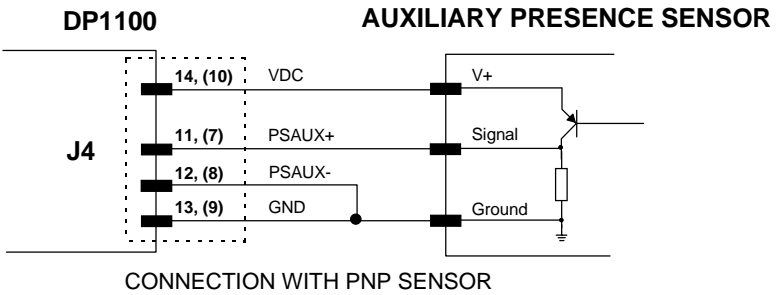 DP1100
AUXILIARY PRESENCE SENSOR
J4
14, (10) VDC
V+
11, (7) PSAUX+
Signal
12, (8) PSAUX-
13, (9) GND
Ground
CONNECTION WITH PNP SENSOR